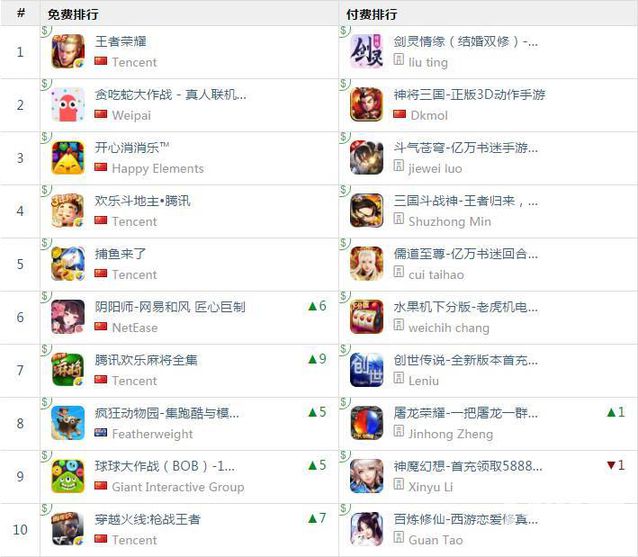 # 免费排行 付费排行
1 王者荣耀 剑灵情缘（结婚双修）-...
Tencent liu ting
2 贪吃蛇大作战 - 真人联机... 神将三国-正版3D动作手游
Weipai Dkmol
3 开心消消乐™ 斗气苍穹-亿万书迷手游...
Happy Elements jiewei luo
4 欢乐斗地主•腾讯 三国斗战神-王者归来，...
Tencent Shuzhong Min
5 捕鱼来了 儒道至尊-亿万书迷回合...
Tencent cui taihao
6 阴阳师-网易和风 匠心巨制 ▲6 水果机下分版-老虎机电...
NetEase weichih chang
7 腾讯欢乐麻将全集 ▲9 创世传说-全新版本首充...
Tencent Leniu
8 疯狂动物园-集跑酷与模... ▲5 屠龙荣耀-一把屠龙一群... ▲1
Featherweight Jinhong Zheng
9 球球大作战（BOB）-1... ▲5 神魔幻想-首充领取5888... ▼1
Giant Interactive Group Xinyu Li
10 穿越火线:枪战王者 ▲7 百炼修仙-西游恋爱修真...
Tencent Guan Tao